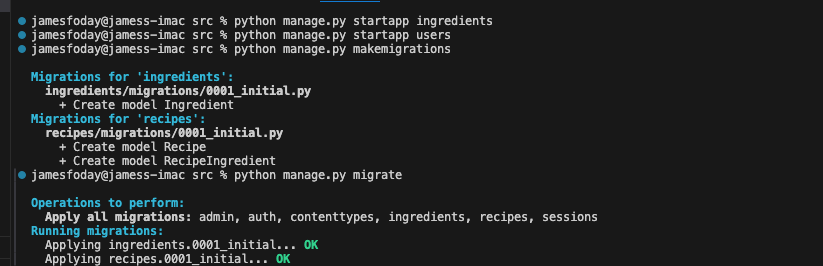 jamesfoday@jamess-imac src % python manage.py startapp ingredients
jamesfoday@jamess-imac src % python manage.py startapp users
jamesfoday@jamess-imac src % python manage.py makemigrations
Migrations for 'ingredients':
ingredients/migrations/0001_initial.py
+ Create model Ingredient
Migrations for 'recipes':
recipes/migrations/0001_initial.py
+ Create model Recipe
+ Create model RecipeIngredient
jamesfoday@jamess-imac src % python manage.py migrate
Operations to perform:
Apply all migrations: admin, auth, contenttypes, ingredients, recipes, sessions
Running migrations:
Applying ingredients.0001_initial... OK
Applying recipes.0001_initial... OK